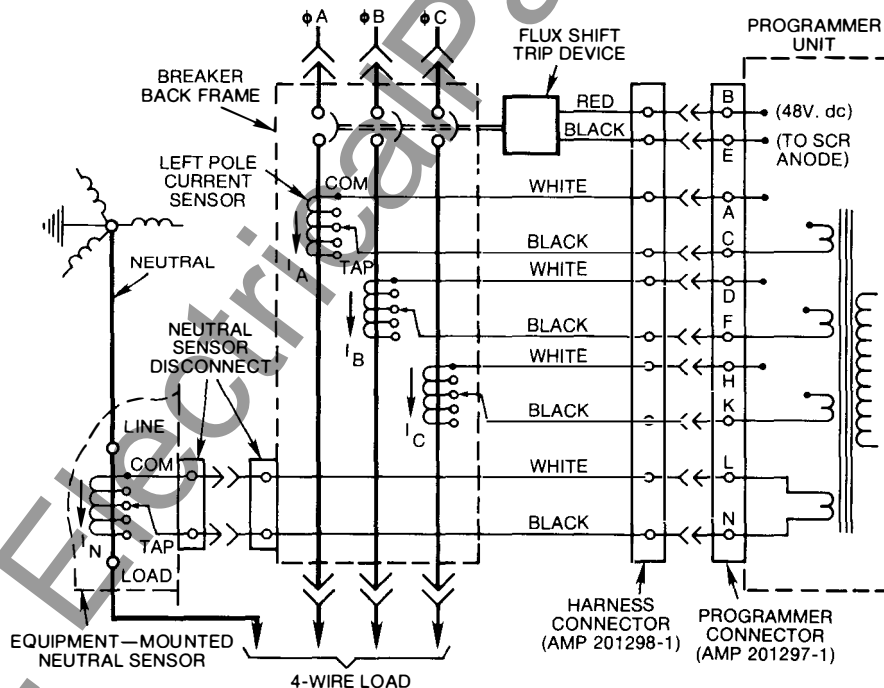 φA
φB
φC
FLUX SHIFT
TRIP DEVICE
PROGRAMMER
UNIT
BREAKER
BACK FRAME
RED
BLACK
B
E
(48V. dc)
(TO SCR
ANODE)
LEFT POLE
CURRENT
SENSOR
COM
TAP
I A
WHITE
A
BLACK
C
WHITE
D
BLACK
F
I B
WHITE
H
BLACK
K
I C
NEUTRAL
NEUTRAL
SENSOR
DISCONNECT
LINE
COM
TAP
I N
LOAD
WHITE
L
BLACK
N
EQUIPMENT—MOUNTED
NEUTRAL SENSOR
4-WIRE LOAD
HARNESS
CONNECTOR
(AMP 201298-1)
PROGRAMMER
CONNECTOR
(AMP 201297-1)
ElectricalPa